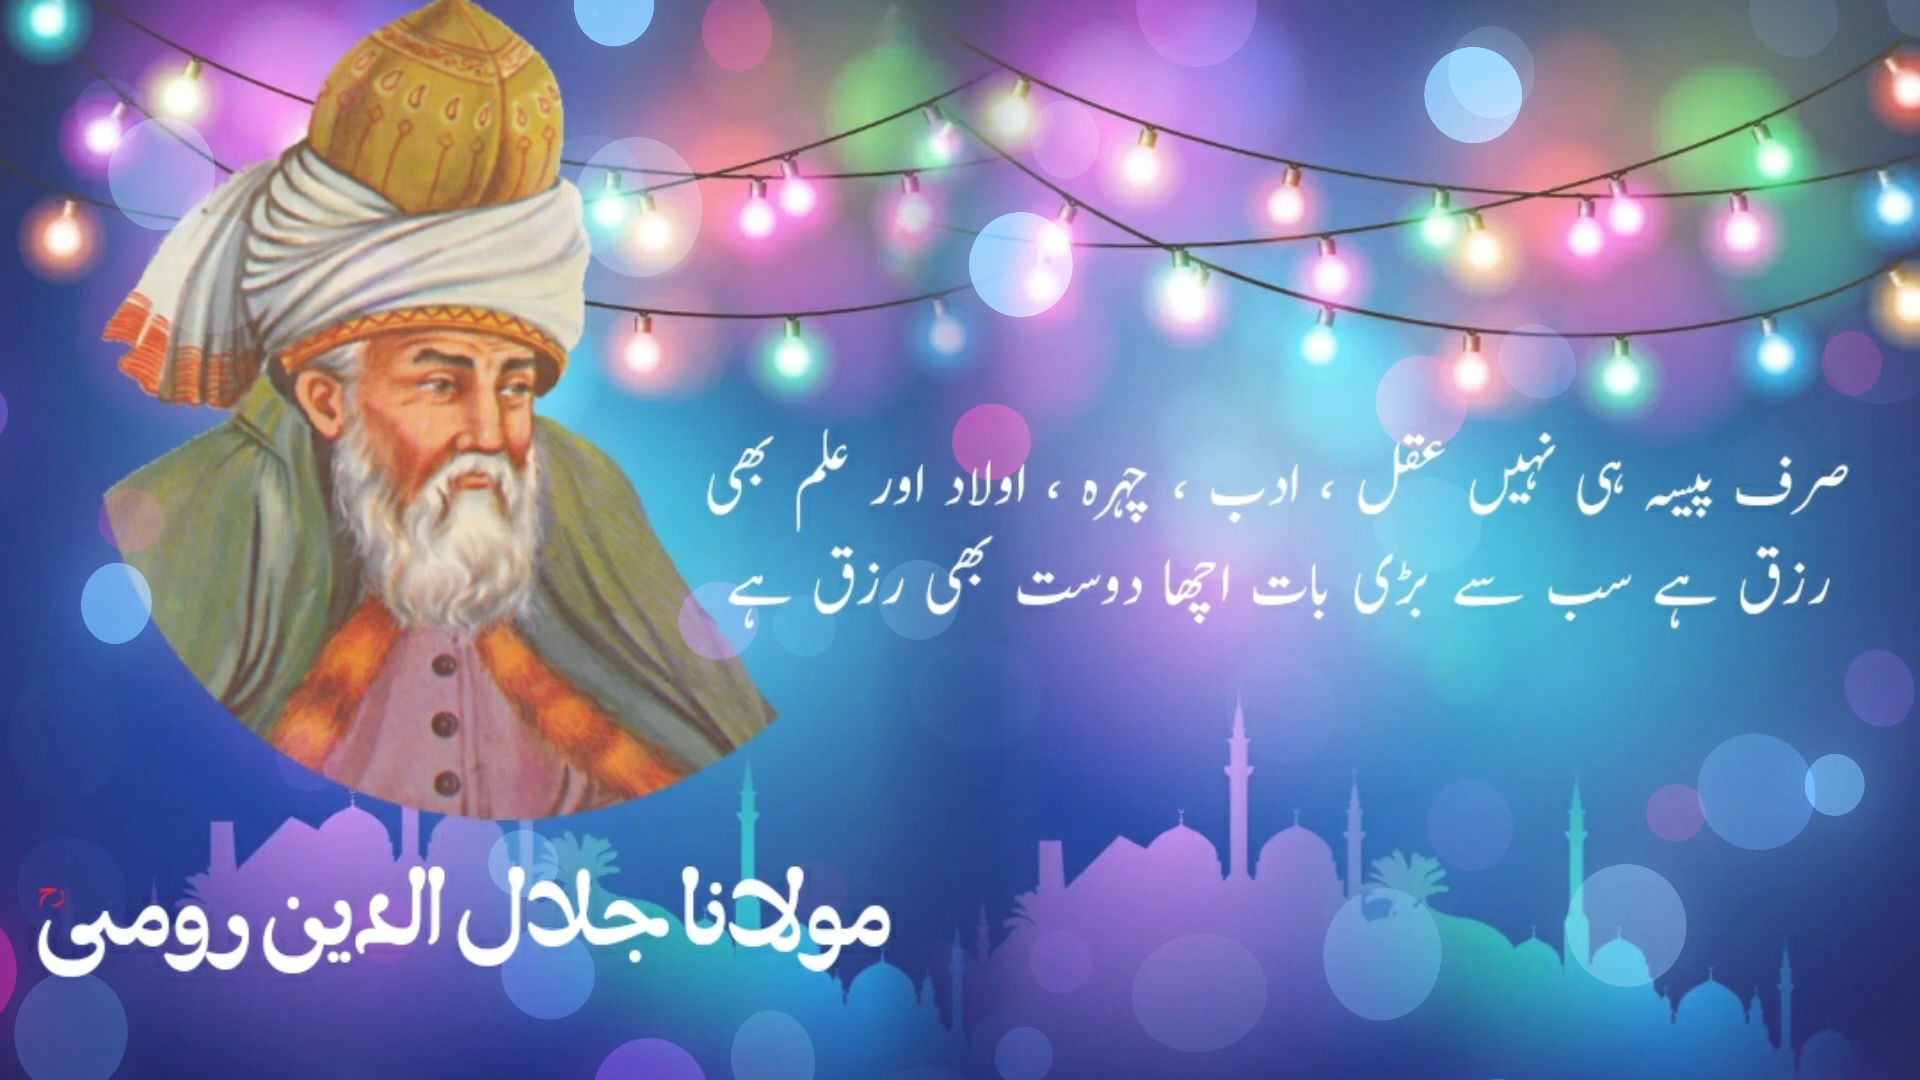 صرف پیسہ ہی نہیں عقل ، ادب ، چہرہ ، اولاد اور علم بھی
رزق ہے سب سے بڑی بات اچھا دوست بھی رزق ہے
مولانا جلال الدین رومی رح